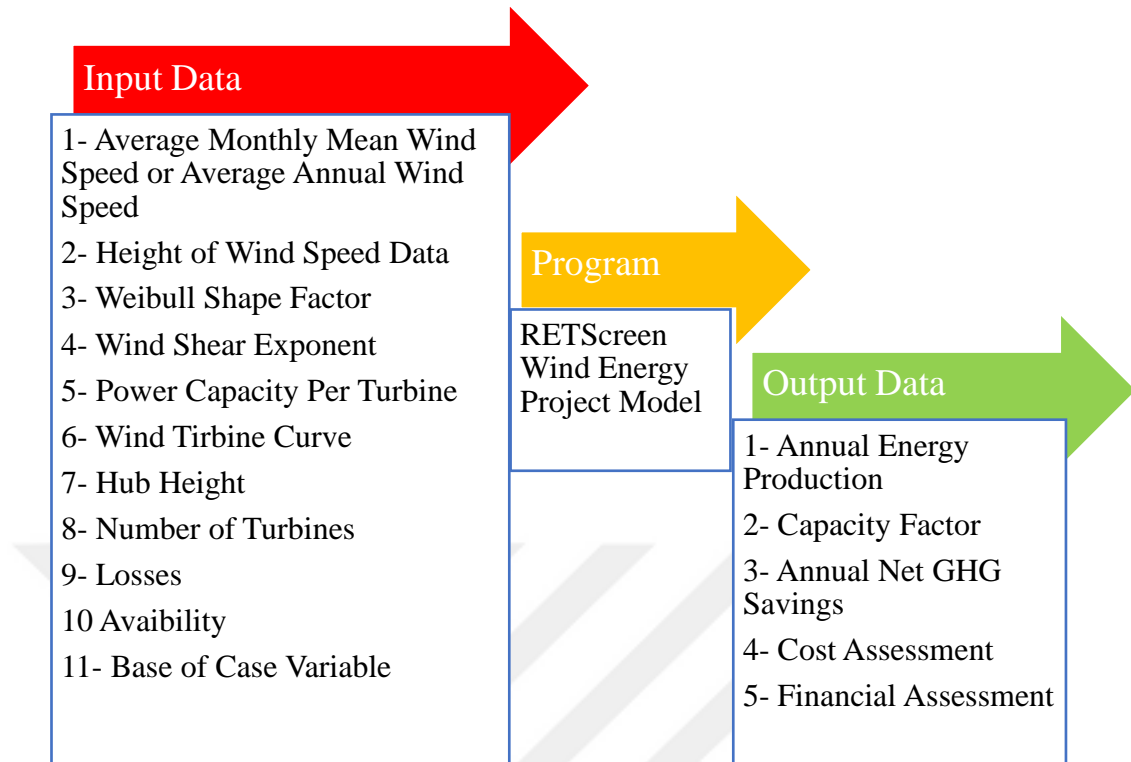 Input Data
1- Average Monthly Mean Wind
Speed or Average Annual Wind
Speed
2- Height of Wind Speed Data
3- Weibull Shape Factor
4- Wind Shear Exponent
5- Power Capacity Per Turbine
6- Wind Tirbine Curve
7- Hub Height
8- Number of Turbines
9- Losses
10 Avaibility
11- Base of Case Variable
Program
RETScreen
Wind Energy
Project Model
Output Data
1- Annual Energy
Production
2- Capacity Factor
3- Annual Net GHG
Savings
4- Cost Assessment
5- Financial Assessment